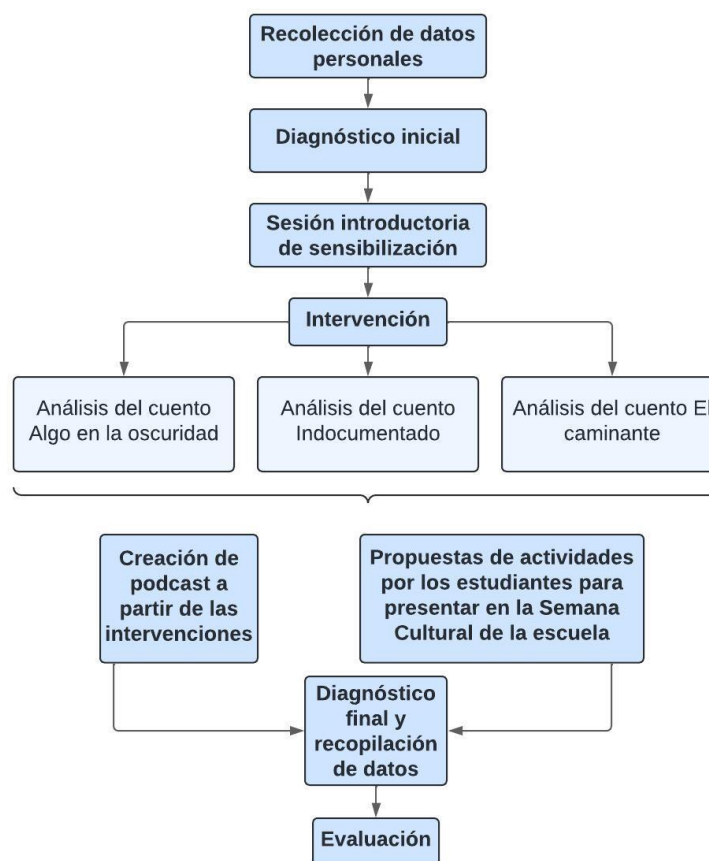 Recolección de datos
personales
Diagnóstico inicial
Sesión introductoria
de sensibilización
Intervención
Análisis del cuento
Algo en la oscuridad
Análisis del cuento
Indocumentado
Análisis del cuento El
caminante
Creación de
podcast a
partir de las
intervenciones
Propuestas de actividades
por los estudiantes para
presentar en la Semana
Cultural de la escuela
Diagnóstico
final y
recopilación
de datos
Evaluación